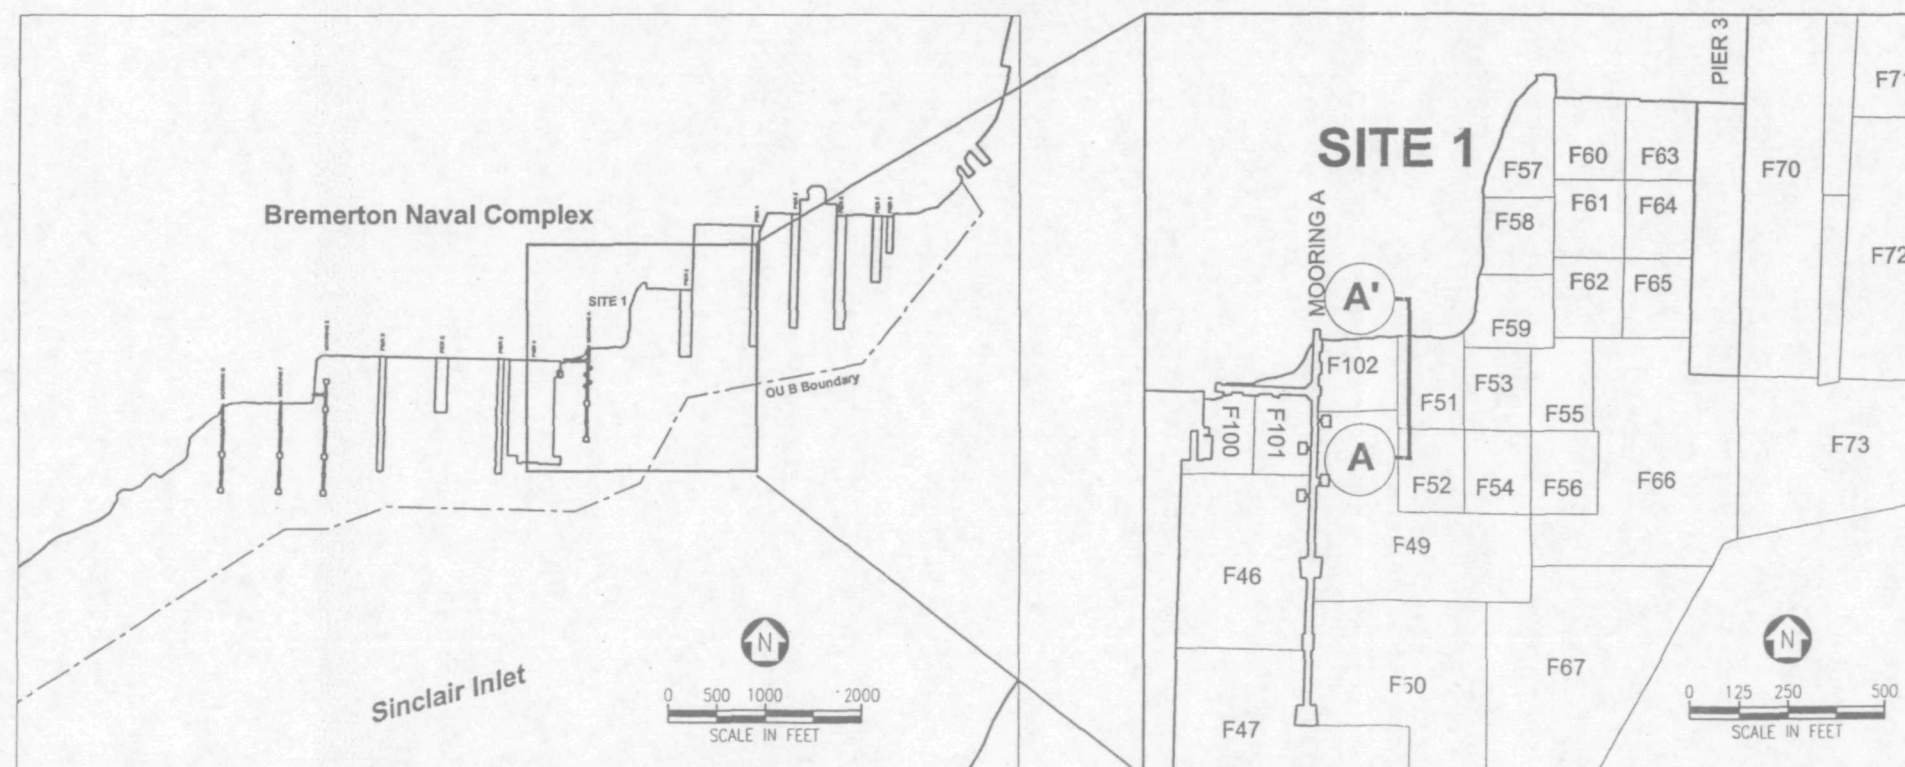 Bremerton Naval Complex
SITE 1
OU B Boundary
Sinclair Inlet
N
0 500 1000 2000
SCALE IN FEET
PIER 3
F71
SITE 1
F57
F60
F63
F70
MOORING A
F58
F61
F64
F72
A'
F62
F65
F59
F102
F53
F51
F55
F100
F101
A
F73
F52
F54
F56
F66
F49
F46
N
F67
F50
F47
0 125 250 500
SCALE IN FEET